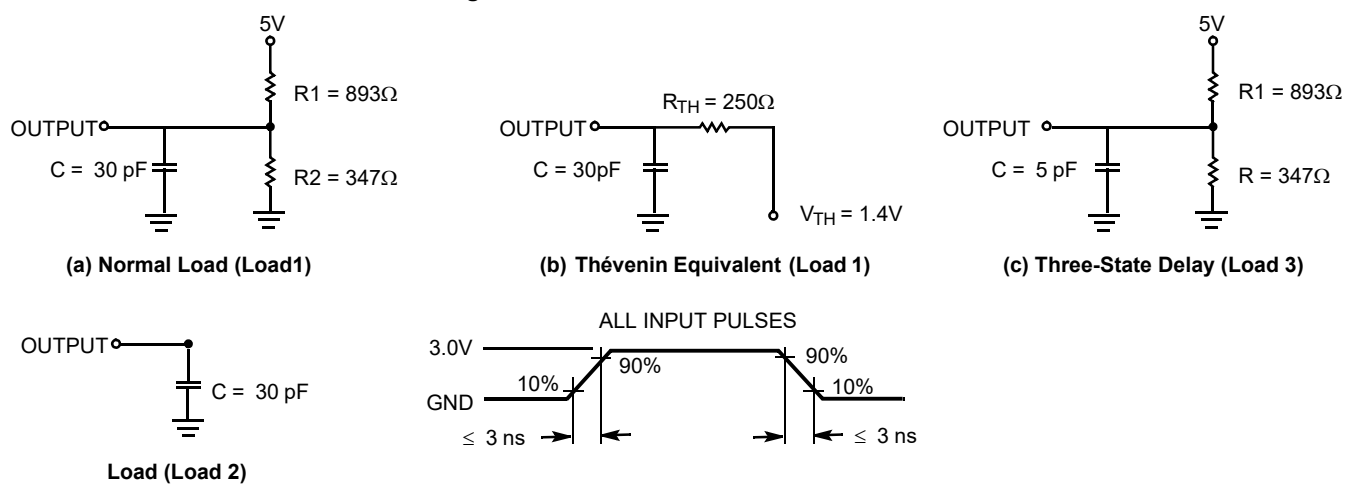 5V
R1 = 893Ω
OUTPUT
C = 30 pF
R2 = 347Ω
(a) Normal Load (Load1)
RTH = 250Ω
OUTPUT
C = 30pF
VTH = 1.4V
(b) Thévenin Equivalent (Load 1)
5V
R1 = 893Ω
OUTPUT
C = 5 pF
R = 347Ω
(c) Three-State Delay (Load 3)
OUTPUT
C = 30 pF
Load (Load 2)
ALL INPUT PULSES
3.0V
90%
90%
10%
10%
GND
≤ 3 ns
≤ 3 ns